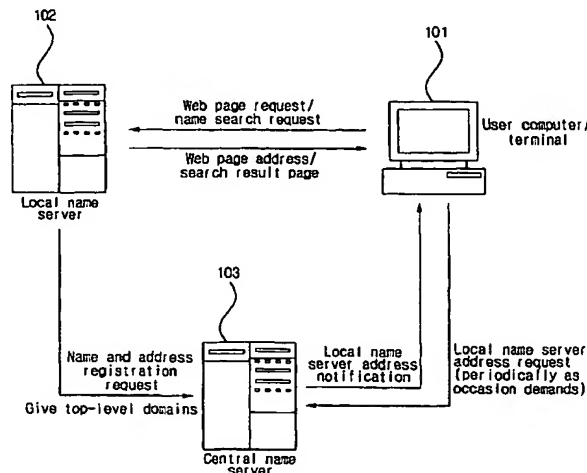 102
101
Web page request/
name search request
User computer/
terminal
Web page address/
search result page
Local name
server
103
Name and address
registration
request
Give top-level domains
Local name
server address
notification
Local name server
address request
(periodically as
occasion demands)
Central name
server